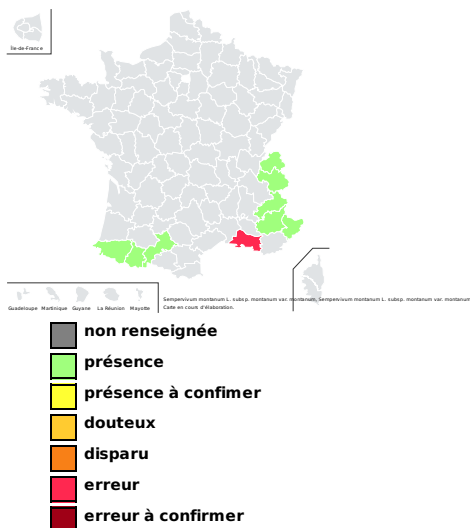 Île-de-France
Guadeloupe Martinique Guyane La Réunion Mayotte
Sempervivum montanum L. subsp. montanum var. montanum, Sempervivum montanum L. subsp. montanum var. montanum
Carte en cours d'élaboration.
non renseignée
présence
présence à confimer
douteux
disparu
erreur
erreur à confirmer